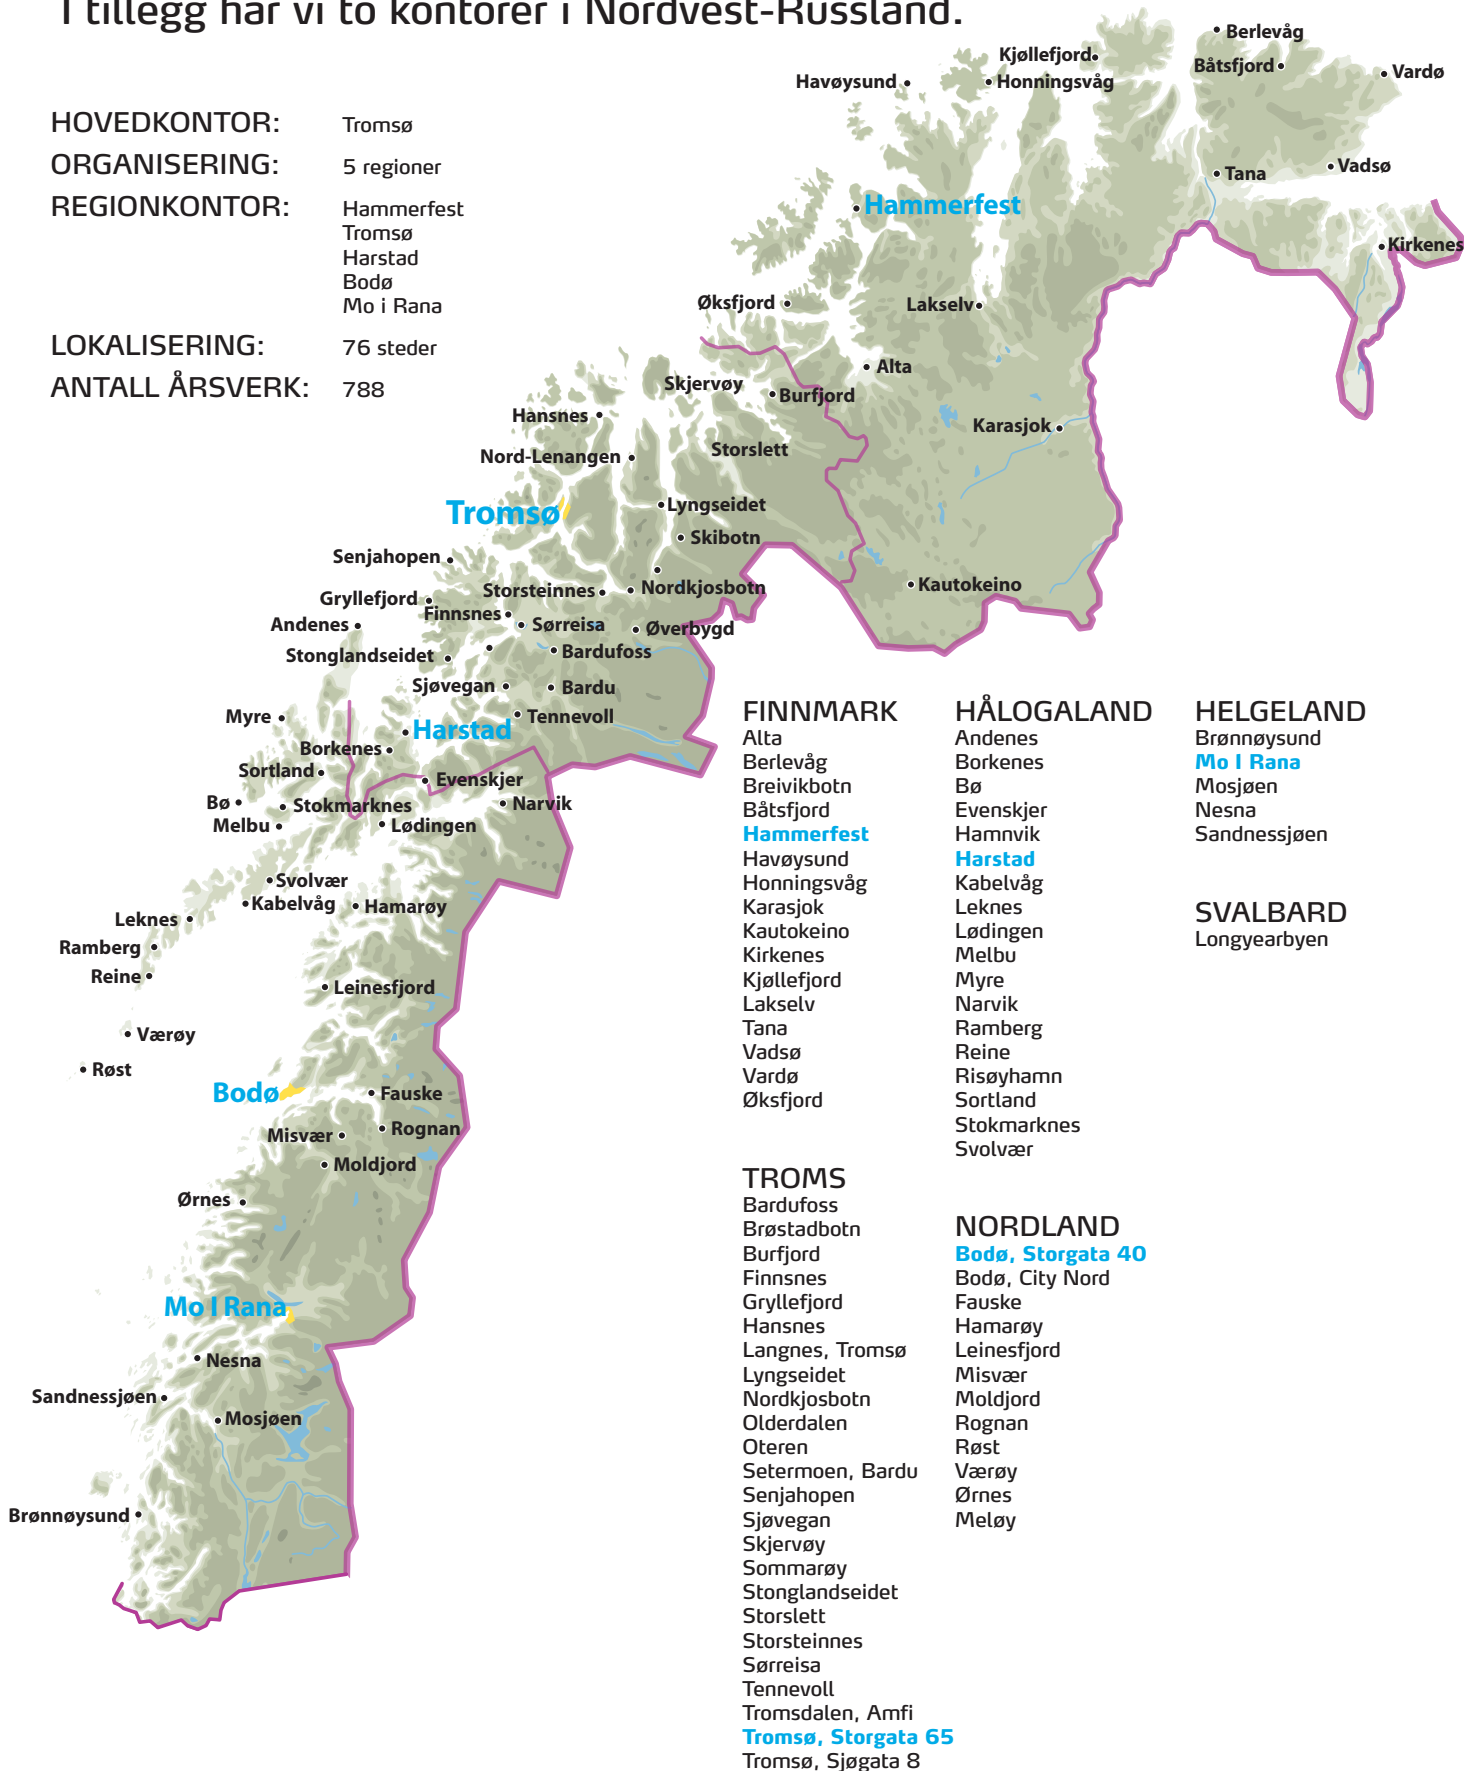 I tillegg har vi to kontorer i Nordvest-Russland.
HOVEDKONTOR: Tromsø
ORGANISERING: 5 regioner
REGIONKONTOR: Hammerfest
Tromsø
Harstad
Bodø
Mo i Rana
LOKALISERING: 76 steder
ANTALL ÅRSVERK: 788
Berlevåg
Kjøllefjord
Båtsfjord
Vardø
Havøysund
Honningsvåg
Vadsø
Tana
Hammerfest
Kirkenes
Øksfjord
Lakselv
Alta
Skjervøy
Burfjord
Hansnes
Karasjok
Storslett
Nord-Lenangen
Lyngseidet
Tromsø
Skibotn
Senjahopen
Kautokeino
Storsteinnes
Nordkjosbotn
Gryllefjord
Finnsnes
Andenes
Sørreisa
Øverbygd
Stonglandseidet
Bardufoss
Sjøvegan
Bardu
Myre
Tennevoll
Harstad
Borkenes
Sortland
Evenskjer
Bø
Stokmarknes
Narvik
Melbu
Lødingen
Svolvær
Kabelvåg
Hamarøy
Leknes
Ramberg
Reine
Leinesfjord
Værøy
Røst
Bodø
Fauske
Misvær
Rognan
Moldjord
Ørnes
Mo I Rana
Nesna
Sandnessjøen
Mosjøen
Brønnøysund
FINNMARK
Alta
Berlevåg
Breivikbotn
Båtsfjord
Hammerfest
Havøysund
Honningsvåg
Karasjok
Kautokeino
Kirkenes
Kjøllefjord
Lakselv
Tana
Vadsø
Vardø
Øksfjord
TROMS
Bardufoss
Brøstadbotn
Burfjord
Finnsnes
Gryllefjord
Hansnes
Langnes, Tromsø
Lyngseidet
Nordkjosbotn
Olderdalen
Oteren
Setermoen, Bardu
Senjahopen
Sjøvegan
Skjervøy
Sommarøy
Stonglandseidet
Storslett
Storsteinnes
Sørreisa
Tennevoll
Tromsdalen, Amfi
Tromsø, Storgata 65
Tromsø, Sjøgata 8
HÅLOGALAND
Andenes
Borkenes
Bø
Evenskjer
Hamnvik
Harstad
Kabelvåg
Leknes
Lødingen
Melbu
Myre
Narvik
Ramberg
Reine
Risøyhamn
Sortland
Stokmarknes
Svolvær
NORDLAND
Bodø, Storgata 40
Bodø, City Nord
Fauske
Hamarøy
Leinesfjord
Misvær
Moldjord
Rognan
Røst
Værøy
Ørnes
Meløy
HELGELAND
Brønnøysund
Mo I Rana
Mosjøen
Nesna
Sandnessjøen
SVALBARD
Longyearbyen